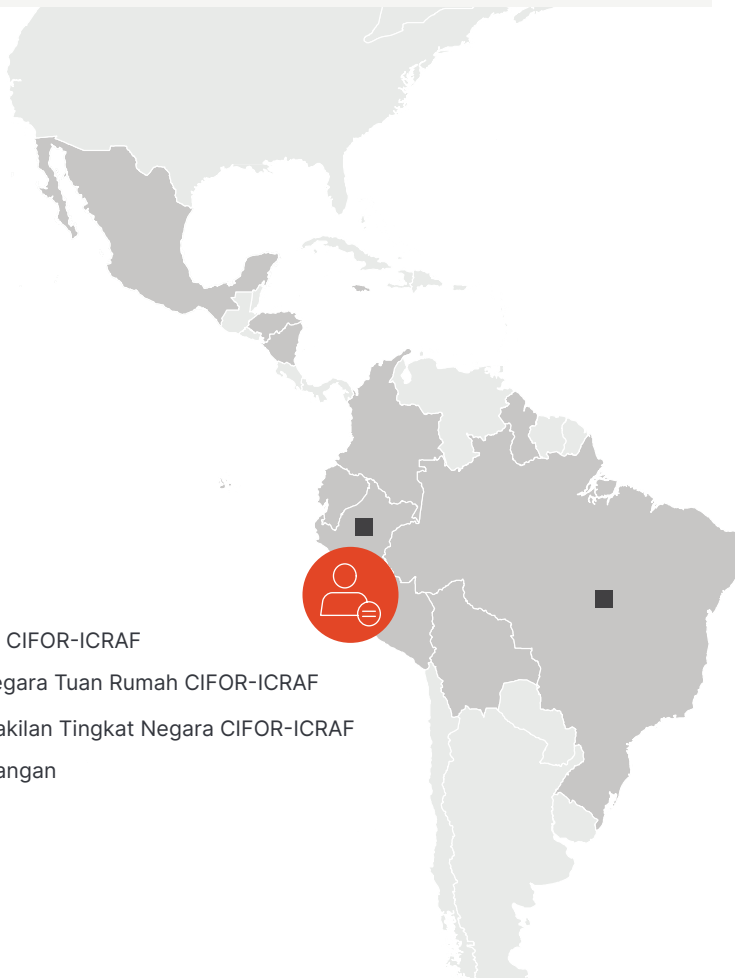 CIFOR-ICRAF
egara Tuan Rumah CIFOR-ICRAF
akilan Tingkat Negara CIFOR-ICRAF
angan